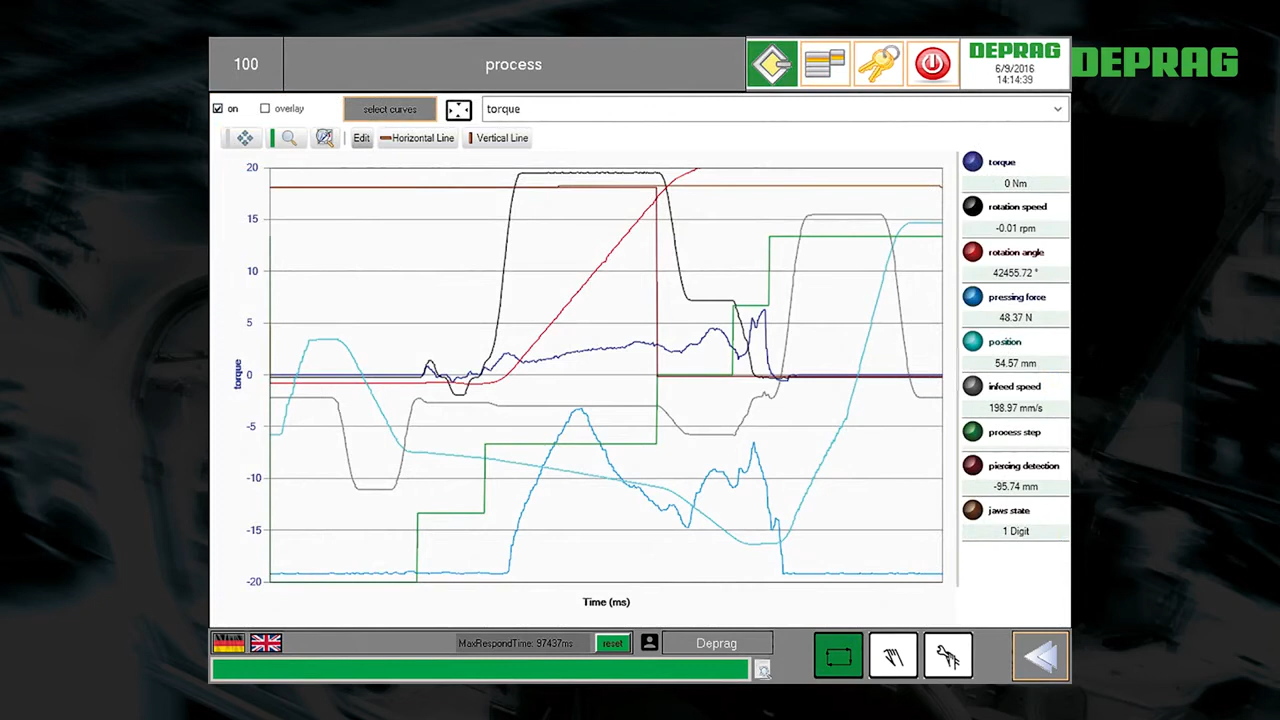 100
process
DEPRAG
6/9/2016
14:14:39
DEPRAG
on
overlay
select curves
torque
Edit
Horizontal Line
Vertical Line
20
15
10
5
0
-5
-10
-15
-20
torque
Time (ms)
torque
0 Nm
rotation speed
-0.01 rpm
rotation angle
42455.72 °
pressing force
48.37 N
position
54.57 mm
infeed speed
198.97 mm/s
process step
piercing detection
-95.74 mm
jaws state
1 Digit
MaxRespondTime: 97437ms
reset
Deprag